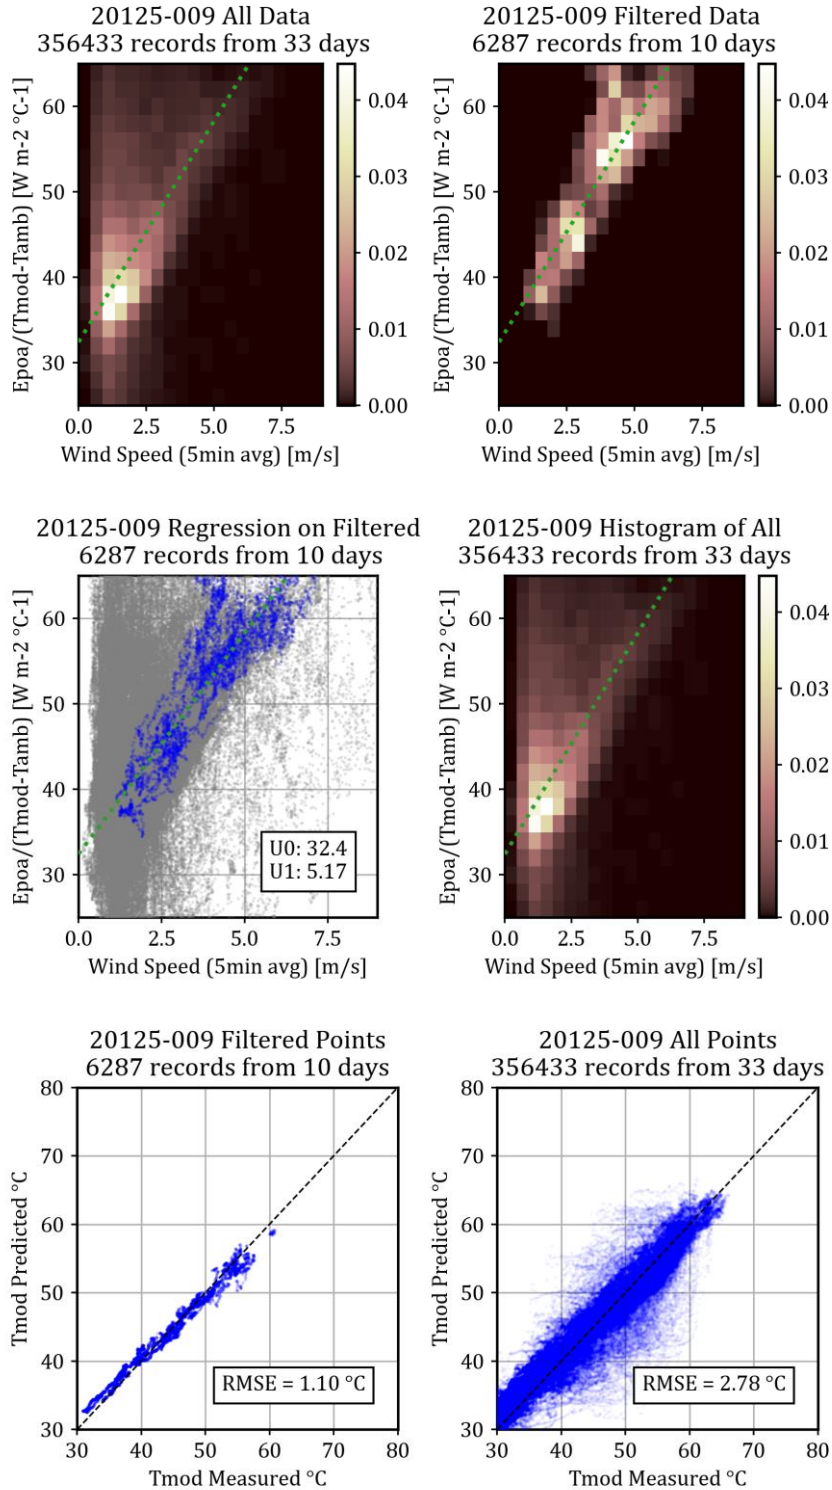 20125-009 All Data
356433 records from 33 days
Epoa/(Tmod-Tamb) [W m-2 °C-1]
60
50
40
30
0.0 2.5 5.0 7.5
Wind Speed (5min avg) [m/s]
0.04
0.03
0.02
0.01
0.00
20125-009 Filtered Data
6287 records from 10 days
Epoa/(Tmod-Tamb) [W m-2 °C-1]
60
50
40
30
0.0 2.5 5.0 7.5
Wind Speed (5min avg) [m/s]
0.04
0.03
0.02
0.01
0.00
20125-009 Regression on Filtered
6287 records from 10 days
Epoa/(Tmod-Tamb) [W m-2 °C-1]
60
50
40
30
U0: 32.4
U1: 5.17
0.0 2.5 5.0 7.5
Wind Speed (5min avg) [m/s]
20125-009 Histogram of All
356433 records from 33 days
Epoa/(Tmod-Tamb) [W m-2 °C-1]
60
50
40
30
0.0 2.5 5.0 7.5
Wind Speed (5min avg) [m/s]
0.04
0.03
0.02
0.01
0.00
20125-009 Filtered Points
6287 records from 10 days
Tmod Predicted °C
80
70
60
50
40
30
RMSE = 1.10 °C
30 40 50 60 70 80
Tmod Measured °C
20125-009 All Points
356433 records from 33 days
Tmod Predicted °C
80
70
60
50
40
30
RMSE = 2.78 °C
30 40 50 60 70 80
Tmod Measured °C